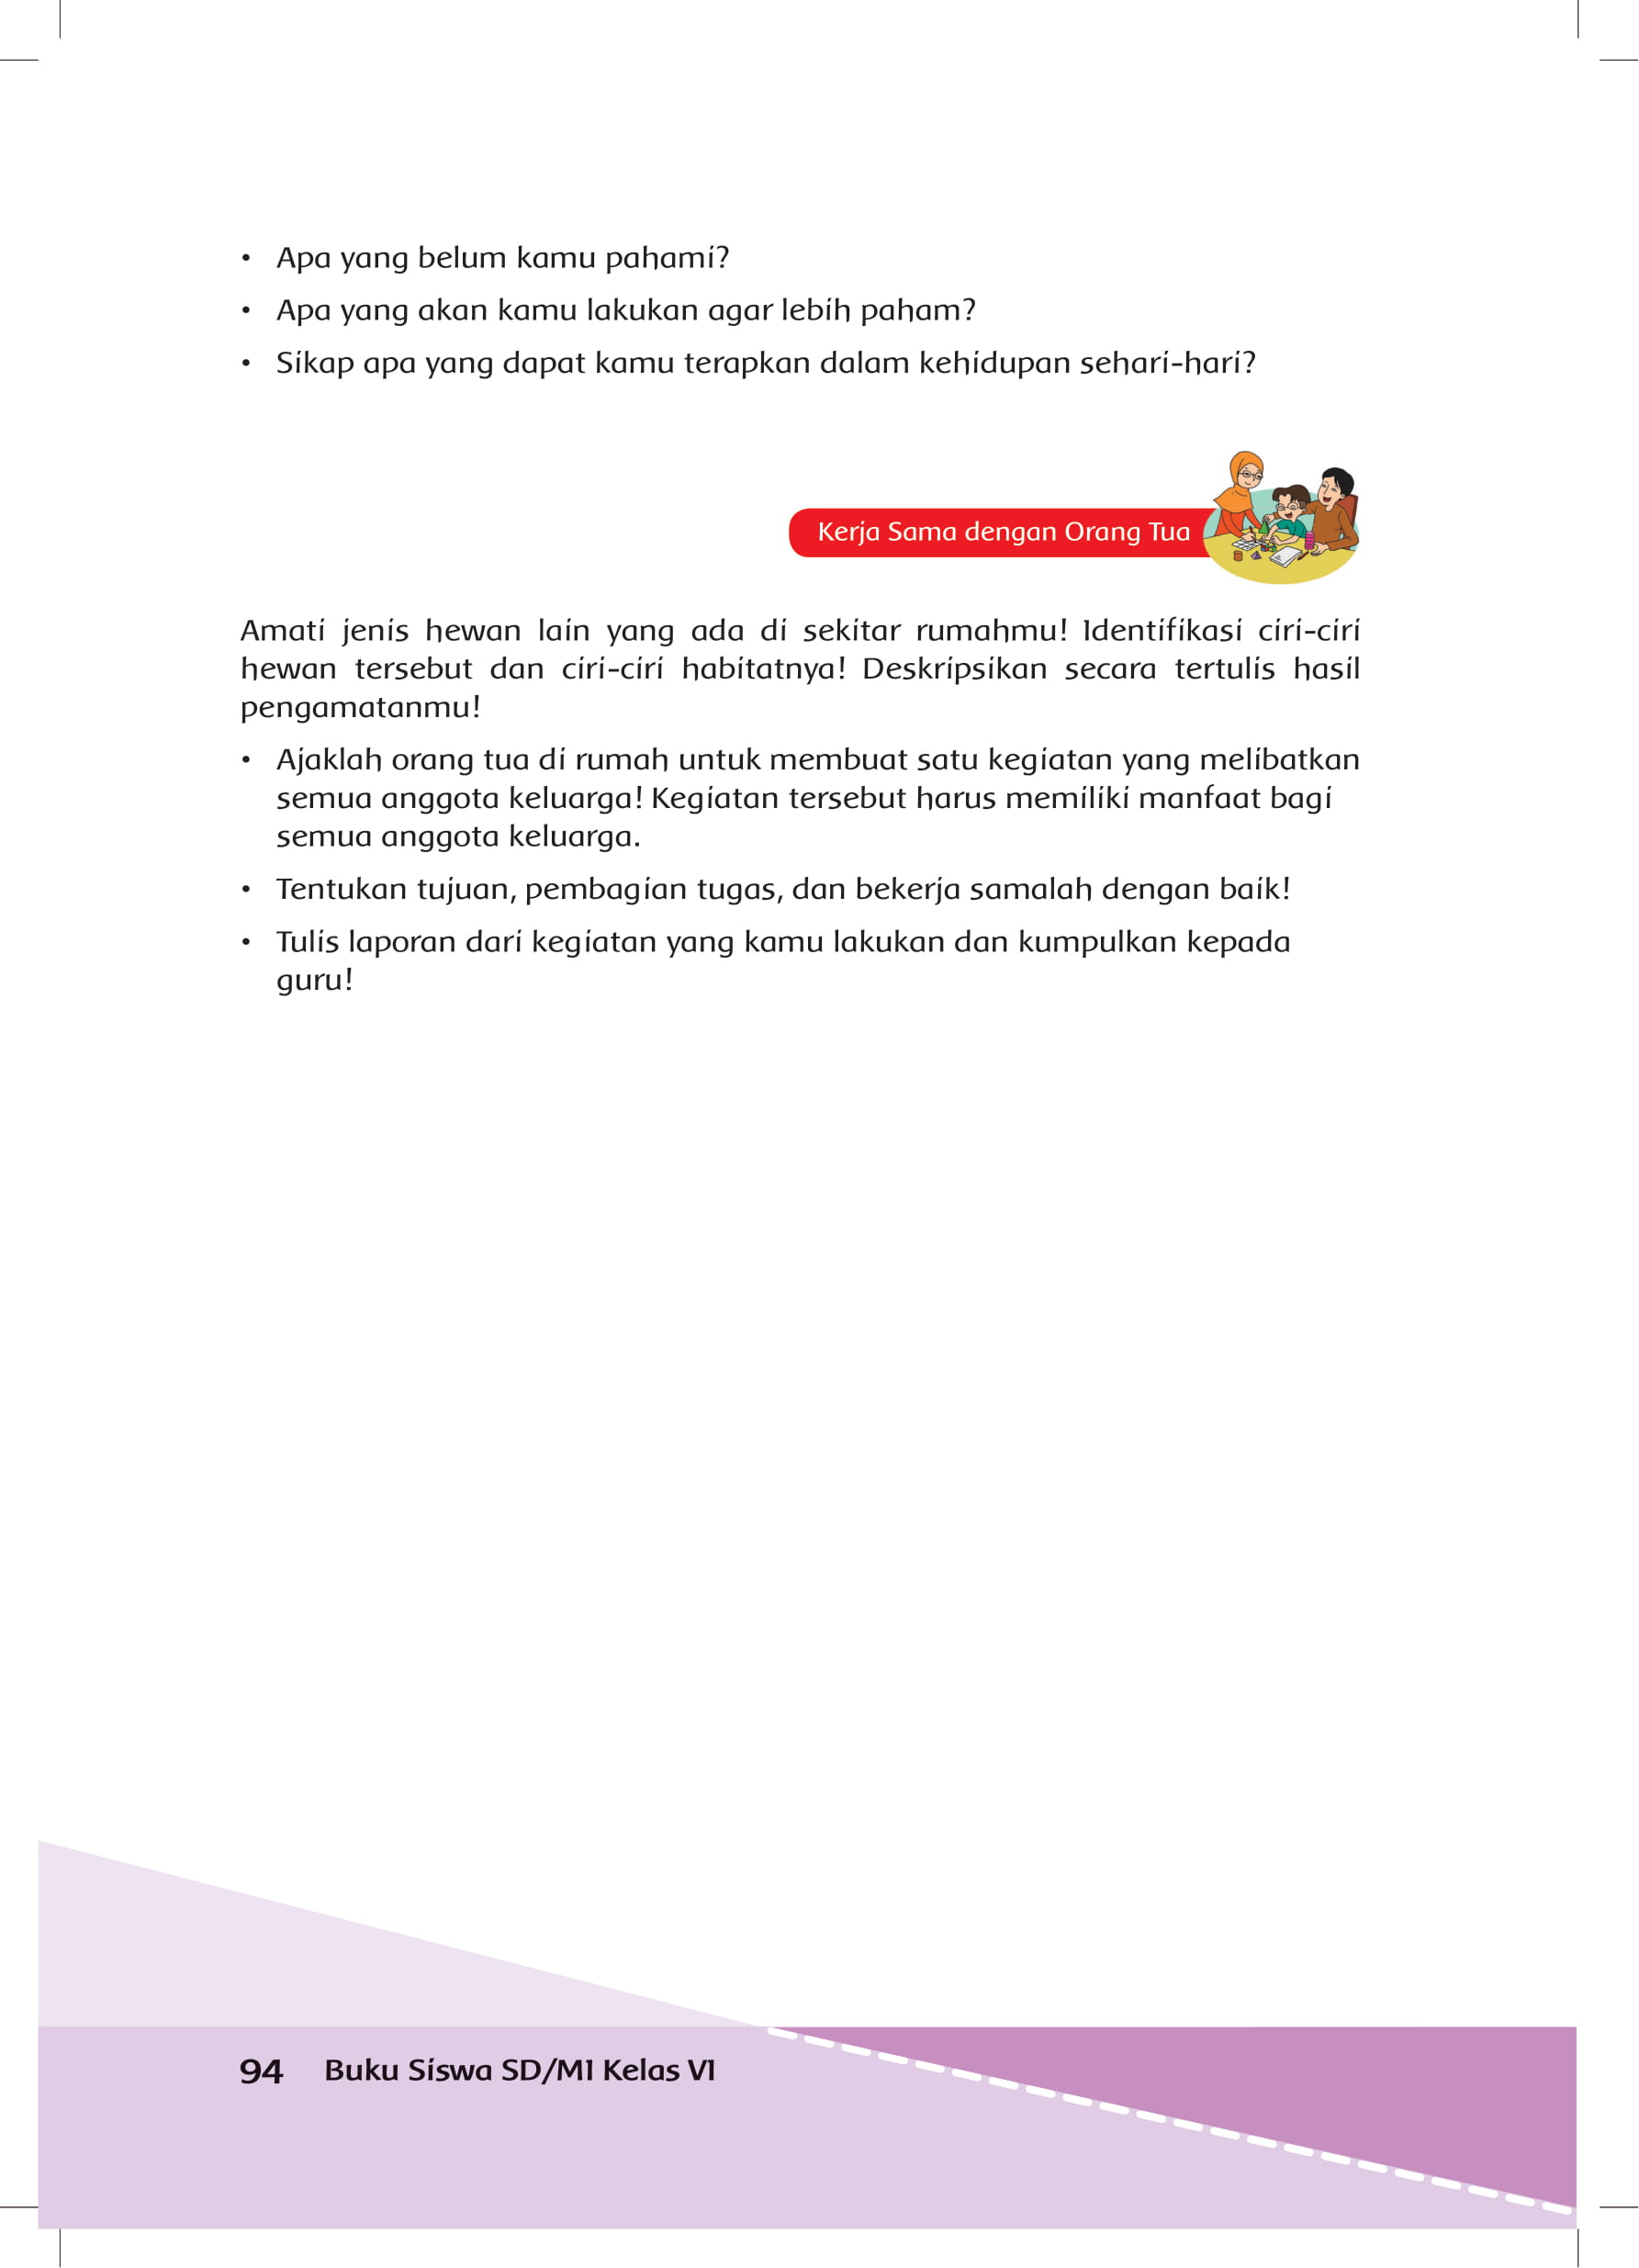 • Apa yang belum kamu pahami?
• Apa yang akan kamu lakukan agar lebih paham?
• Sikap apa yang dapat kamu terapkan dalam kehidupan sehari-hari?
Kerja Sama dengan Orang Tua
Amati jenis hewan lain yang ada di sekitar rumahmu! Identifikasi ciri-ciri
hewan tersebut dan ciri-ciri habitatnya! Deskripsikan secara tertulis hasil
pengamatanmu!
• Ajaklah orang tua di rumah untuk membuat satu kegiatan yang melibatkan
semua anggota keluarga! Kegiatan tersebut harus memiliki manfaat bagi
semua anggota keluarga.
• Tentukan tujuan, pembagian tugas, dan bekerja samalah dengan baik!
• Tulis laporan dari kegiatan yang kamu lakukan dan kumpulkan kepada
guru!
94 Buku Siswa SD/MI Kelas VI